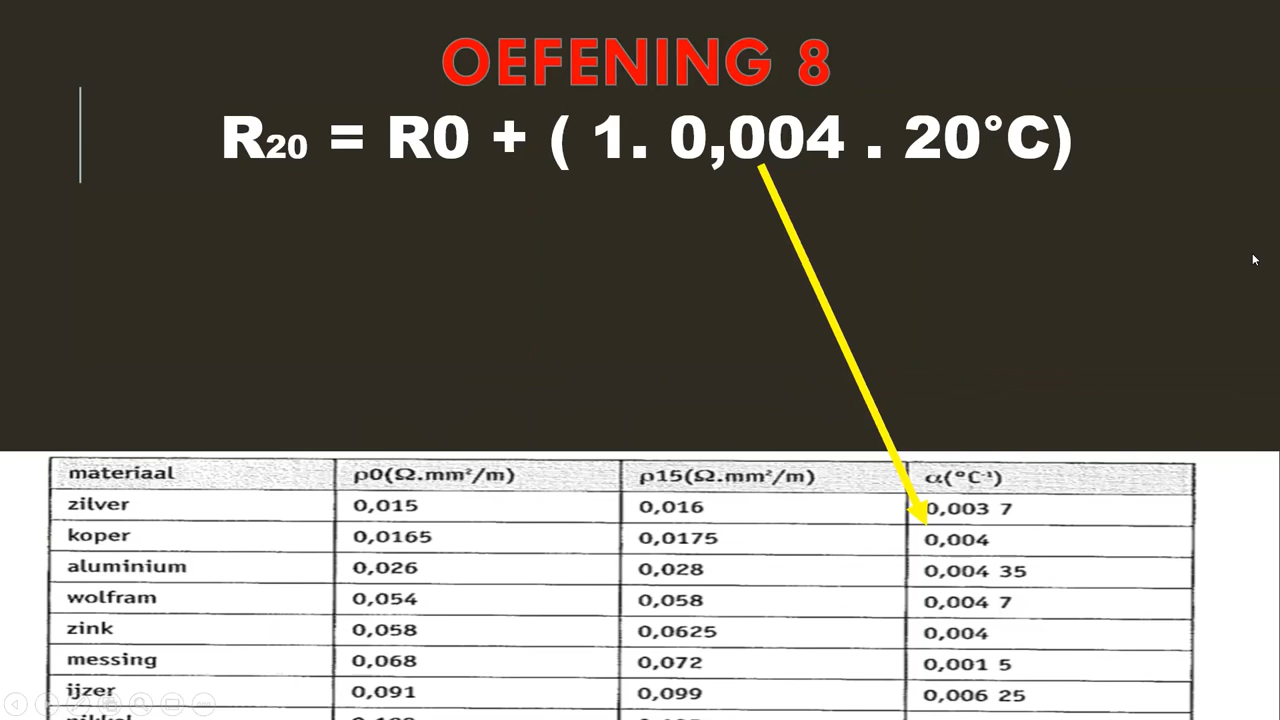 OEFENING 8
R20 = R0 + ( 1. 0,004 . 20°C)
materiaal ρ0(Ω.mm²/m) ρ15(Ω.mm²/m) α(°C⁻¹)
zilver 0,015 0,016 0,003 7
koper 0,0165 0,0175 0,004
aluminium 0,026 0,028 0,004 35
wolfram 0,054 0,058 0,004 7
zink 0,058 0,0625 0,004
messing 0,068 0,072 0,001 5
ijzer 0,091 0,099 0,006 25